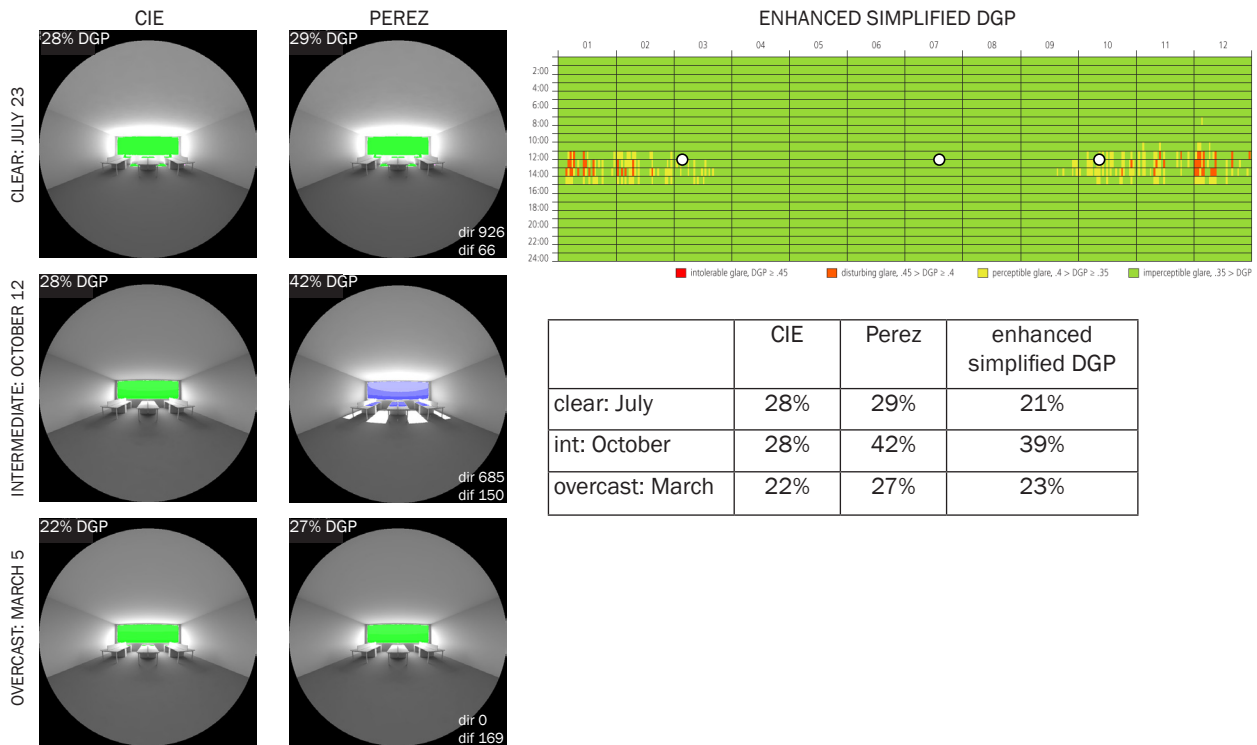 CIE
PEREZ
ENHANCED SIMPLIFIED DGP
CLEAR: JULY 23
28% DGP
29% DGP
dir 926
dif 66
01 02 03 04 05 06 07 08 09 10 11 12
2:00
4:00
6:00
8:00
10:00
12:00
14:00
16:00
18:00
20:00
22:00
24:00
intolerable glare, DGP ≥ .45 disturbing glare, .45 > DGP ≥ .4 perceptible glare, .4 > DGP ≥ .35 imperceptible glare, .35 > DGP
INTERMEDIATE: OCTOBER 12
28% DGP
42% DGP
dir 685
dif 150
CIE Perez enhanced
simplified DGP
clear: July 28% 29% 21%
int: October 28% 42% 39%
overcast: March 22% 27% 23%
OVERCAST: MARCH 5
22% DGP
27% DGP
dir 0
dif 169